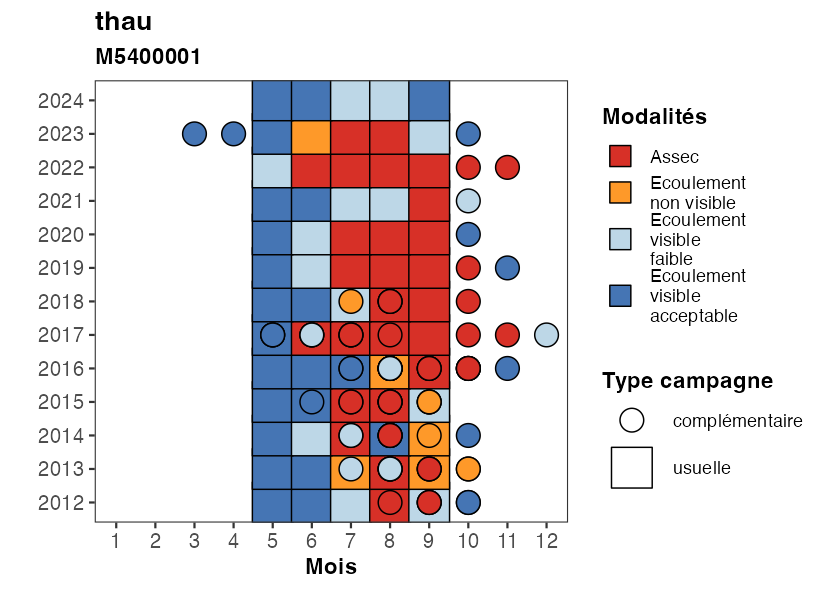 thau
M5400001
2024
2023
2022
2021
2020
2019
2018
2017
2016
2015
2014
2013
2012
1 2 3 4 5 6 7 8 9 10 11 12
Mois
Modalités
Assec
Ecoulement
non visible
Ecoulement
visible
faible
Ecoulement
visible
acceptable
Type campagne
complémentaire
usuelle